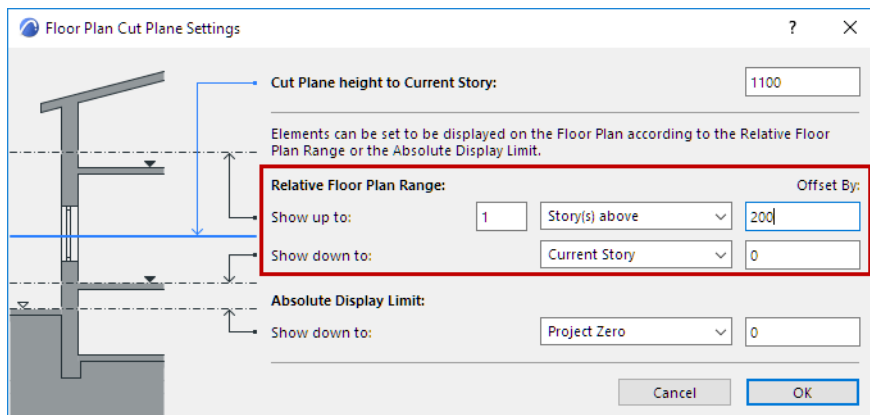 Floor Plan Cut Plane Settings ?
Cut Plane height to Current Story: 1100
Elements can be set to be displayed on the Floor Plan according to the Relative Floor
Plan Range or the Absolute Display Limit.
Relative Floor Plan Range: Offset By:
Show up to: 1 Story(s) above 200
Show down to: Current Story 0
Absolute Display Limit:
Show down to: Project Zero 0
Cancel OK